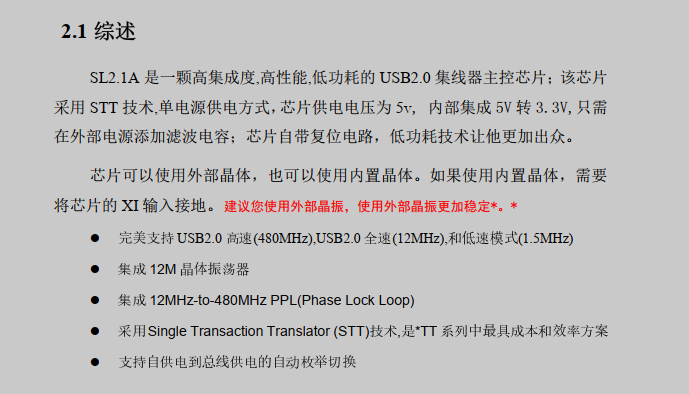 2.1 综述
SL2.1A 是一颗高集成度,高性能,低功耗的 USB2.0 集线器主控芯片；该芯片
采用 STT 技术,单电源供电方式,芯片供电电压为 5v, 内部集成 5V 转 3.3V,只需
在外部电源添加滤波电容；芯片自带复位电路，低功耗技术让他更加出众。
芯片可以使用外部晶体，也可以使用内置晶体。如果使用内置晶体，需要
将芯片的 XI 输入接地。建议您使用外部晶振，使用外部晶振更加稳定*。*
● 完美支持 USB2.0 高速(480MHz),USB2.0 全速(12MHz),和低速模式(1.5MHz)
● 集成 12M 晶体振荡器
● 集成 12MHz-to-480MHz PPL(Phase Lock Loop)
● 采用Single Transaction Translator (STT)技术,是*TT 系列中最具成本和效率方案
● 支持自供电到总线供电的自动枚举切换